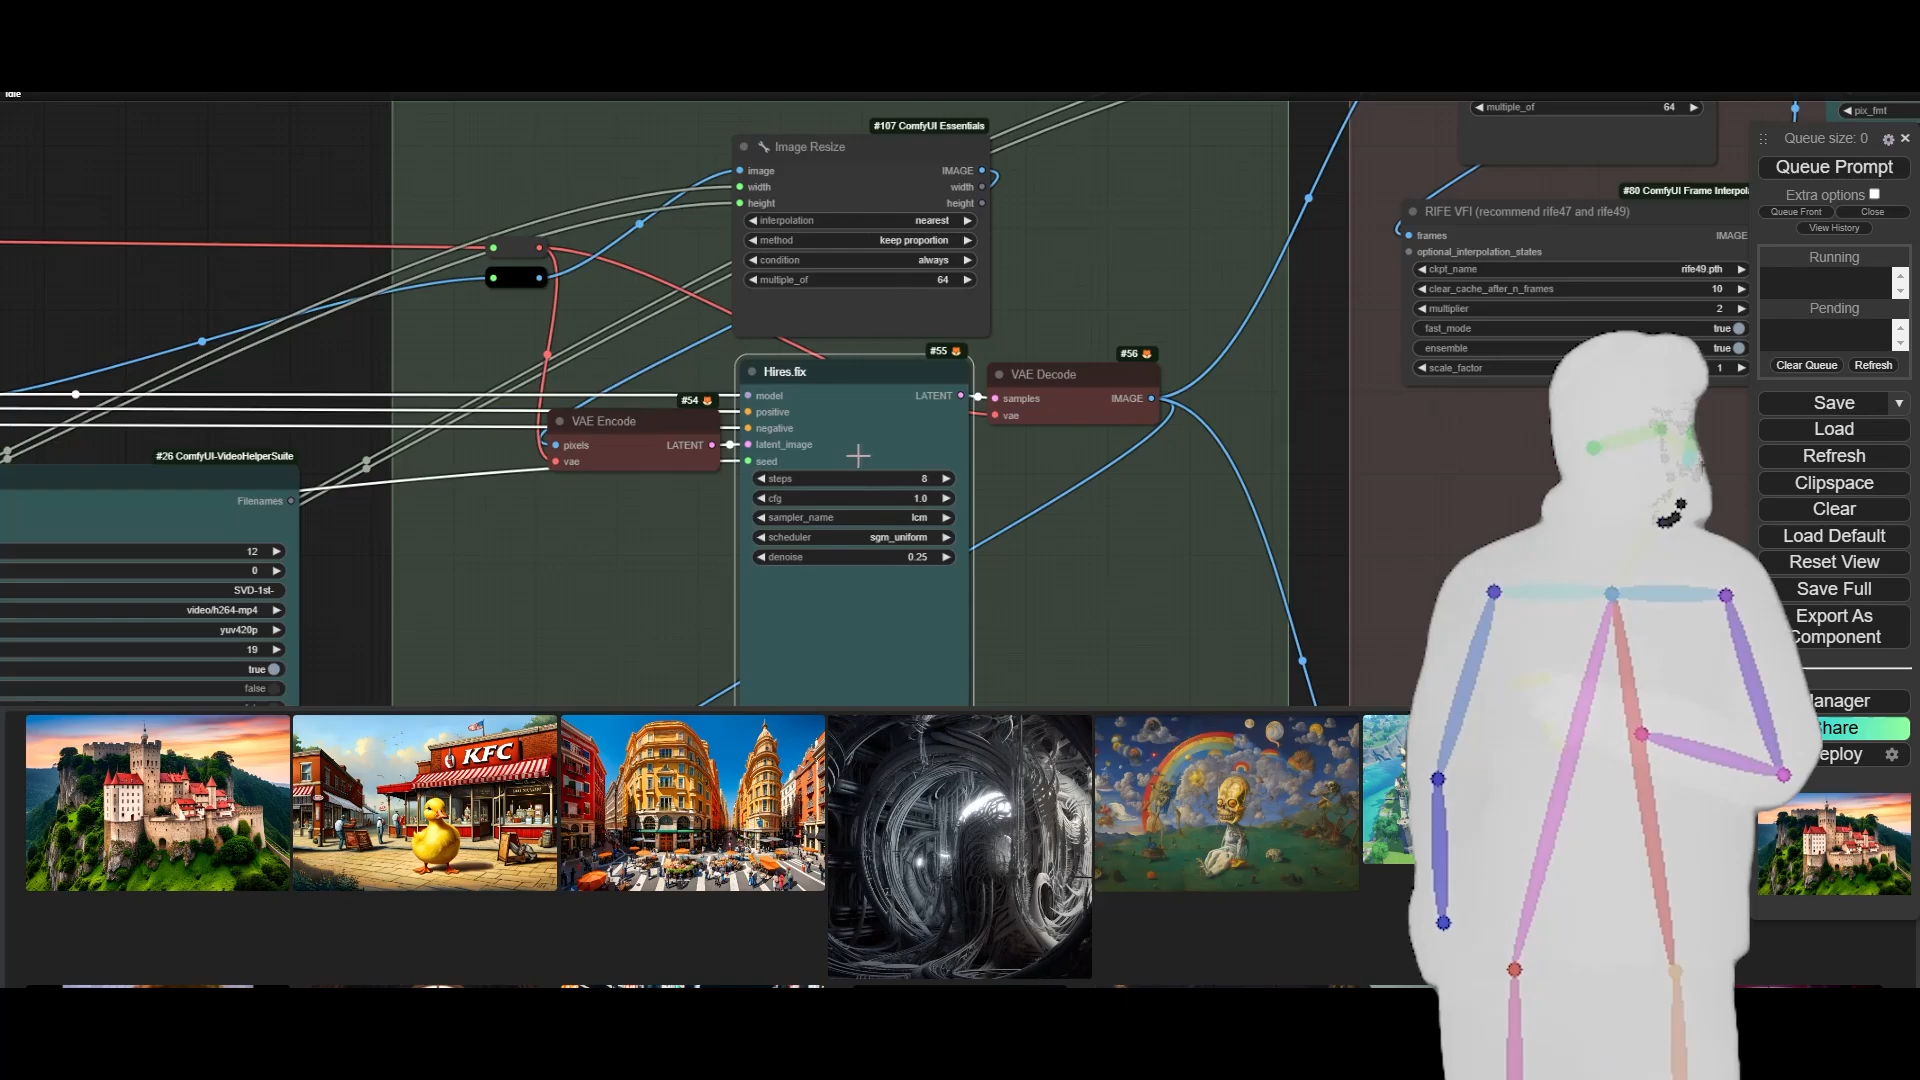 Idle
#107 ComfyUI Essentials
Image Resize
image IMAGE
width width
height height
interpolation nearest
method keep proportion
condition always
multiple_of 64
#55
Hires.fix
model LATENT
positive
negative
latent_image
seed
steps 8
cfg 1.0
sampler_name lcm
scheduler sgm_uniform
denoise 0.25
#54
VAE Encode
pixels LATENT
vae
#56
VAE Decode
samples IMAGE
vae
#26 ComfyUI-VideoHelperSuite
Filenames
12
0
SVD-1st-
video/h264-mp4
yuv420p
19
true
false
multiple_of 64
pix_fmt
#80 ComfyUI Frame Interpol
RIFE VFI (recommend rife47 and rife49)
frames IMAGE
optional_interpolation_states
ckpt_name rife49.pth
clear_cache_after_n_frames 10
multiplier 2
fast_mode true
ensemble true
scale_factor 1
Queue size: 0
Queue Prompt
Extra options
Queue Front Close
View History
Running
Pending
Clear Queue Refresh
Save
Load
Refresh
Clipspace
Clear
Load Default
Reset View
Save Full
Export As
Component
anager
hare
eploy
KFC